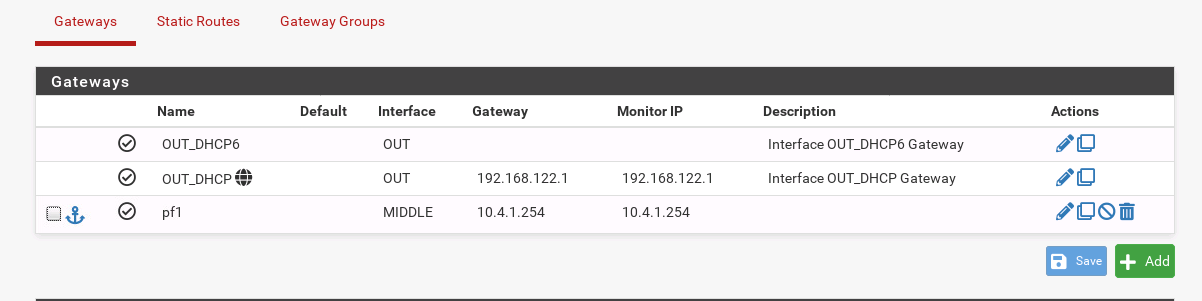 Gateways Static Routes Gateway Groups
Gateways
Name Default Interface Gateway Monitor IP Description Actions
OUT_DHCP6 OUT Interface OUT_DHCP6 Gateway
OUT_DHCP OUT 192.168.122.1 192.168.122.1 Interface OUT_DHCP Gateway
pf1 MIDDLE 10.4.1.254 10.4.1.254
Save Add